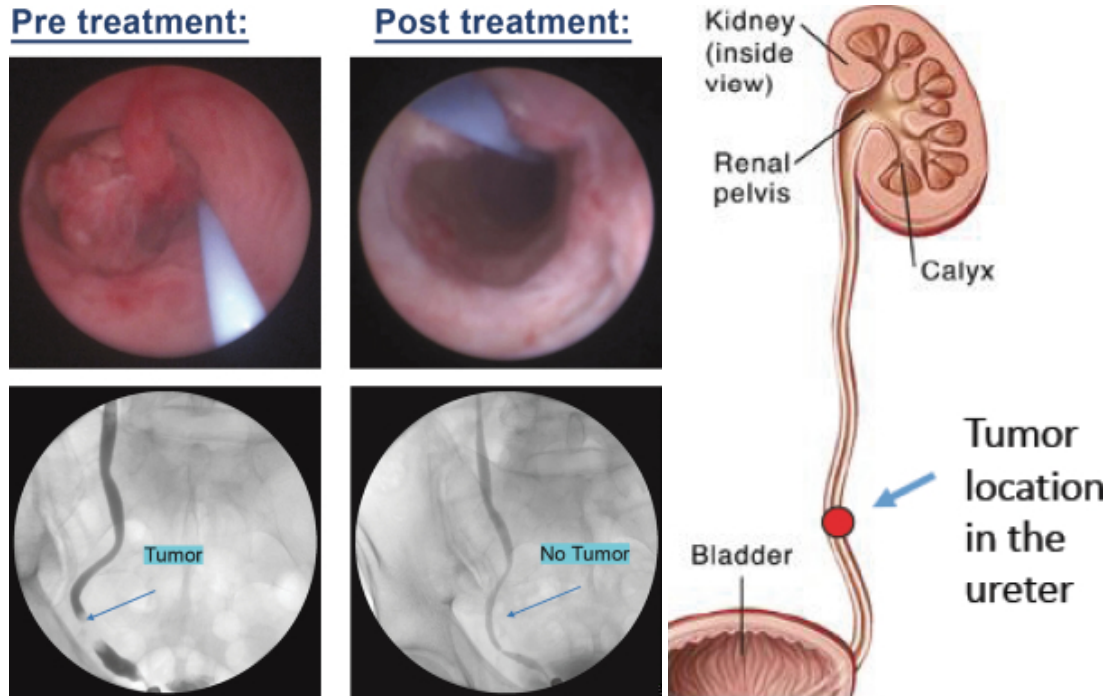 Pre treatment:
Post treatment:
Tumor
No Tumor
Kidney
(inside
view)
Renal
pelvis
Calyx
Tumor
location
in the
ureter
Bladder